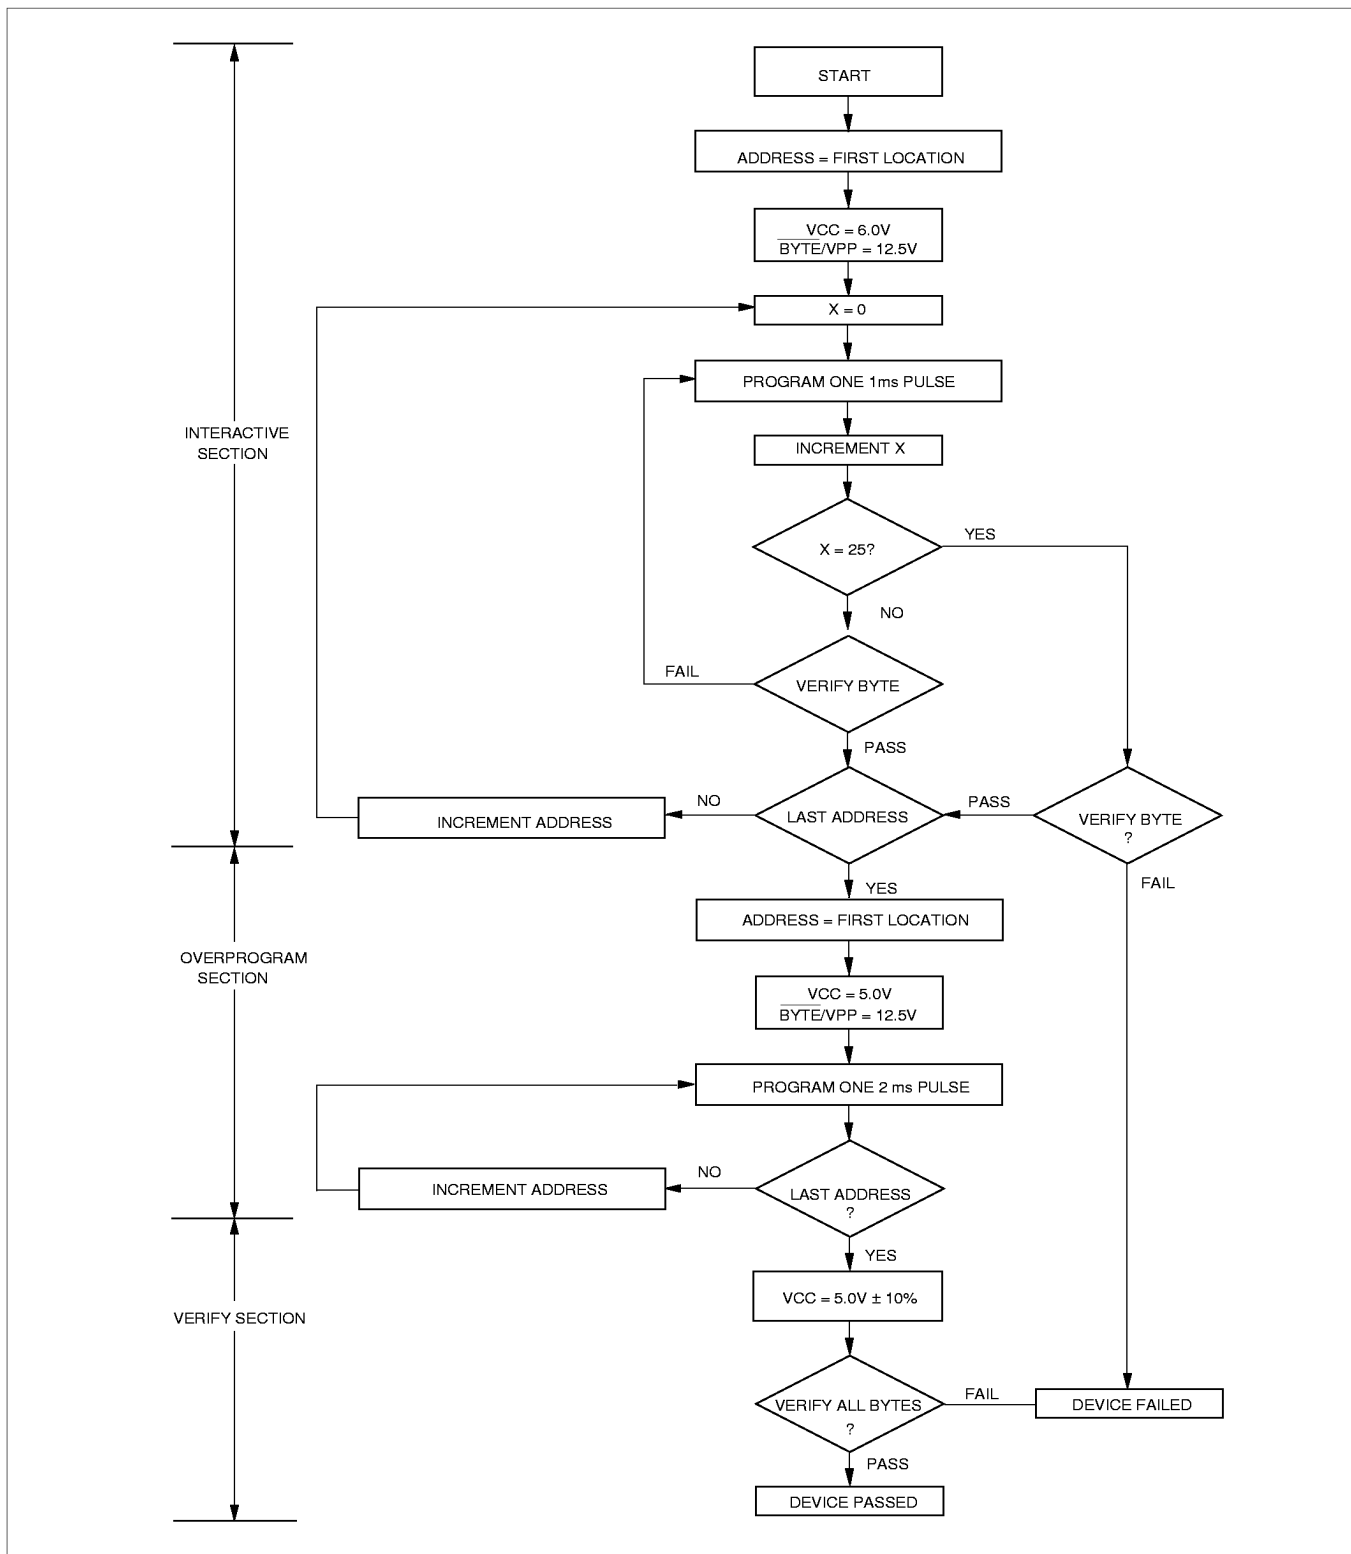 START
ADDRESS = FIRST LOCATION
VCC = 6.0V
BYTE/VPP = 12.5V
X = 0
PROGRAM ONE 1ms PULSE
INTERACTIVE
SECTION
INCREMENT X
X = 25?
YES
NO
FAIL
VERIFY BYTE
PASS
NO
PASS
INCREMENT ADDRESS
LAST ADDRESS
VERIFY BYTE
?
YES
FAIL
ADDRESS = FIRST LOCATION
OVERPROGRAM
SECTION
VCC = 5.0V
BYTE/VPP = 12.5V
PROGRAM ONE 2 ms PULSE
NO
INCREMENT ADDRESS
LAST ADDRESS
?
YES
VERIFY SECTION
VCC = 5.0V ± 10%
FAIL
VERIFY ALL BYTES
?
DEVICE FAILED
PASS
DEVICE PASSED